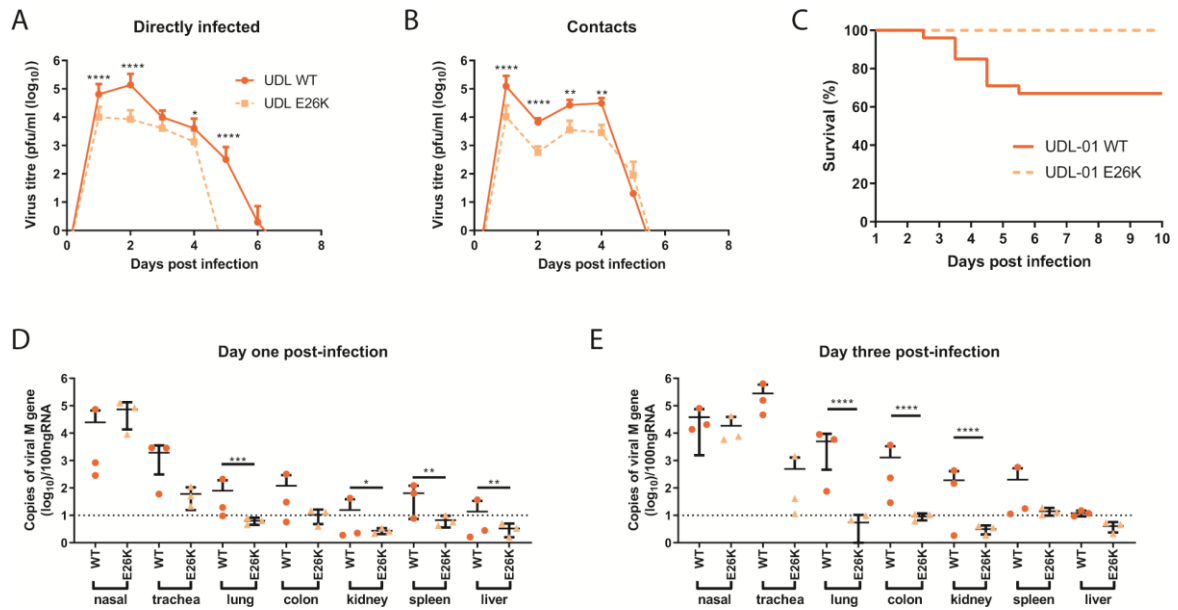 A
Directly infected
Virus titre (pfu/ml (log10))
6
5
4
3
2
1
0
0 2 4 6 8
Days post infection
**** **** * ****
UDL WT
UDL E26K
B
Contacts
Virus titre (pfu/ml (log10))
6
5
4
3
2
1
0
0 2 4 6 8
Days post infection
**** **** ** **
C
Survival (%)
100
80
60
40
20
0
1 2 3 4 5 6 7 8 9 10
Days post infection
UDL-01 WT
UDL-01 E26K
D
Day one post-infection
Copies of viral M gene
(log10)/100ngRNA
6
5
4
3
2
1
0
*** * ** **
WT E26K WT E26K WT E26K WT E26K WT E26K WT E26K WT E26K
nasal trachea lung colon kidney spleen liver
E
Day three post-infection
Copies of viral M gene
(log10)/100ngRNA
6
5
4
3
2
1
0
**** **** ****
WT E26K WT E26K WT E26K WT E26K WT E26K WT E26K WT E26K
nasal trachea lung colon kidney spleen liver